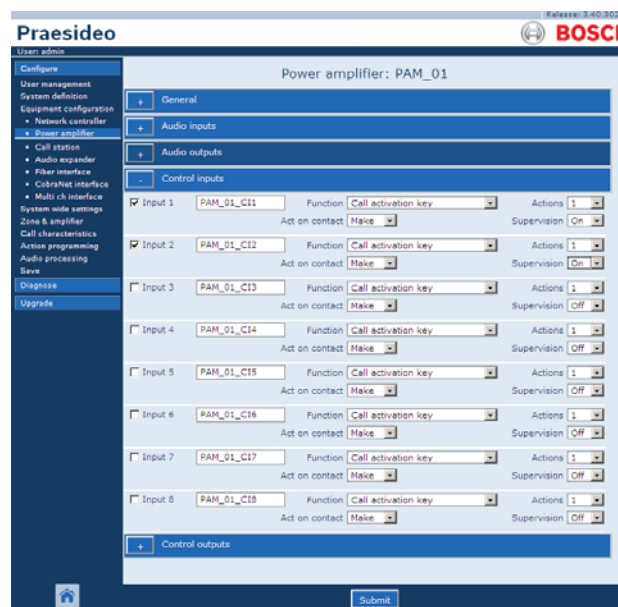 Release: 3.40.302
Praesideo
BOSCH
User: admin
Configure
User management
System definition
Equipment configuration
Network controller
Power amplifier
Call station
Audio expander
Fiber interface
CobraNet interface
Multi ch interface
System wide settings
Zone & amplifier
Call characteristics
Action programming
Audio processing
Save
Diagnose
Upgrade
Power amplifier: PAM_01
+ General
+ Audio inputs
+ Audio outputs
- Control inputs
Input 1 PAM_01_CI1 Function Call activation key Actions 1
Act on contact Make Supervision On
Input 2 PAM_01_CI2 Function Call activation key Actions 1
Act on contact Make Supervision On
Input 3 PAM_01_CI3 Function Call activation key Actions 1
Act on contact Make Supervision Off
Input 4 PAM_01_CI4 Function Call activation key Actions 1
Act on contact Make Supervision Off
Input 5 PAM_01_CI5 Function Call activation key Actions 1
Act on contact Make Supervision Off
Input 6 PAM_01_CI6 Function Call activation key Actions 1
Act on contact Make Supervision Off
Input 7 PAM_01_CI7 Function Call activation key Actions 1
Act on contact Make Supervision Off
Input 8 PAM_01_CI8 Function Call activation key Actions 1
Act on contact Make Supervision Off
+ Control outputs
Submit